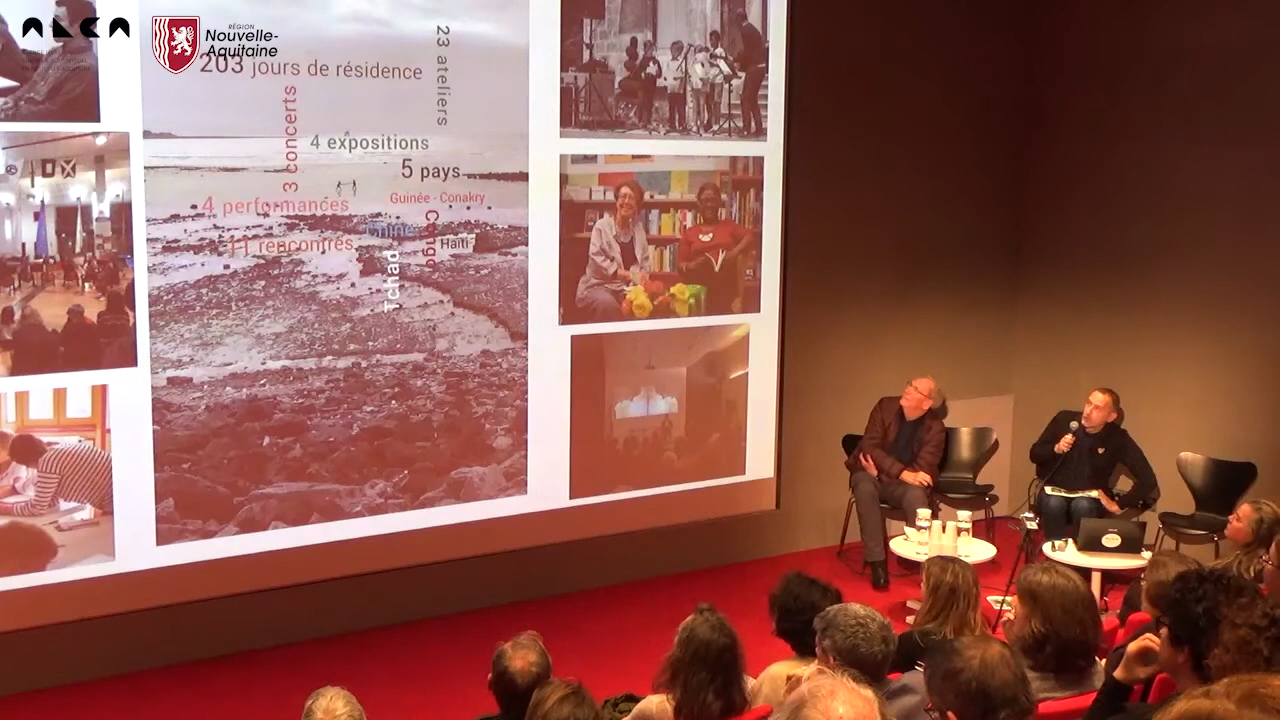 ALCA
RÉGION
Nouvelle-
Aquitaine
203 jours de résidence
23 ateliers
3 concerts
4 expositions
5 pays
Guinée - Conakry
4 performances
Congo
Chine
11 rencontres
Haïti
Tchad